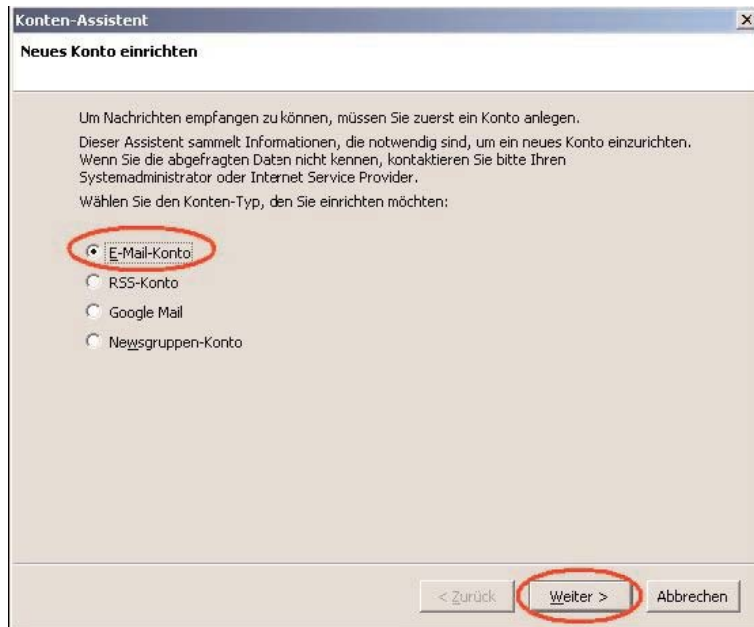 Konten-Assistent
Neues Konto einrichten
Um Nachrichten empfangen zu können, müssen Sie zuerst ein Konto anlegen.
Dieser Assistent sammelt Informationen, die notwendig sind, um ein neues Konto einzurichten.
Wenn Sie die abgefragten Daten nicht kennen, kontaktieren Sie bitte Ihren
Systemadministrator oder Internet Service Provider.
Wählen Sie den Konten-Typ, den Sie einrichten möchten:
E-Mail-Konto
RSS-Konto
Google Mail
Newsgruppen-Konto
< Zurück Weiter > Abbrechen